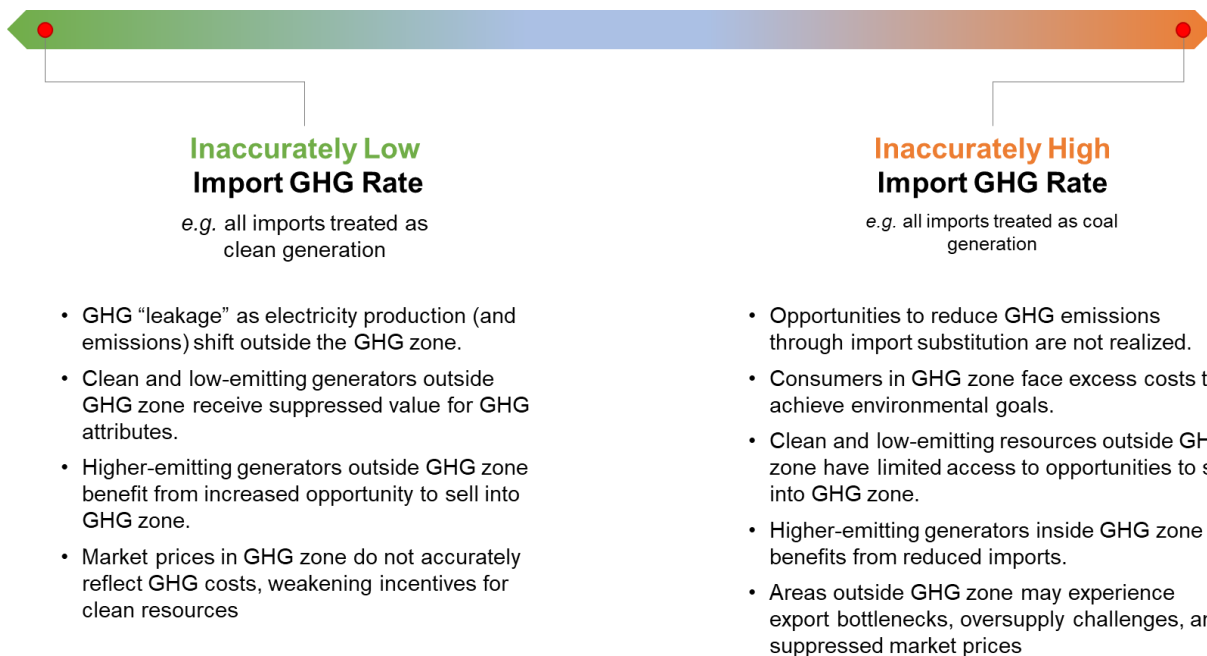 Inaccurately Low
Import GHG Rate
e.g. all imports treated as
clean generation
• GHG “leakage” as electricity production (and
emissions) shift outside the GHG zone.
• Clean and low-emitting generators outside
GHG zone receive suppressed value for GHG
attributes.
• Higher-emitting generators outside GHG zone
benefit from increased opportunity to sell into
GHG zone.
• Market prices in GHG zone do not accurately
reflect GHG costs, weakening incentives for
clean resources
Inaccurately High
Import GHG Rate
e.g. all imports treated as coal
generation
• Opportunities to reduce GHG emissions
through import substitution are not realized.
• Consumers in GHG zone face excess costs
achieve environmental goals.
• Clean and low-emitting resources outside
zone have limited access to opportunities to
into GHG zone.
• Higher-emitting generators inside GHG zone
benefits from reduced imports.
• Areas outside GHG zone may experience
export bottlenecks, oversupply challenges,
suppressed market prices